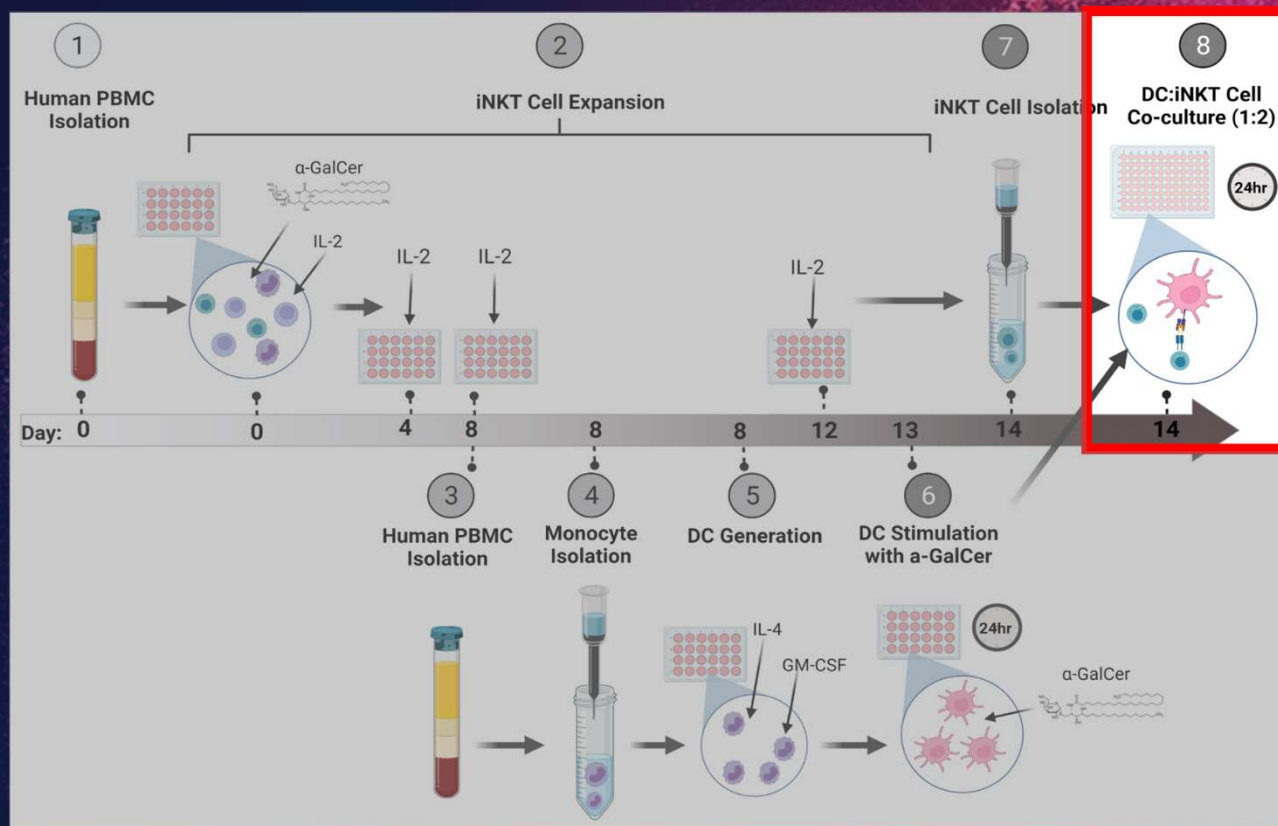 1
Human PBMC
Isolation
2
iNKT Cell Expansion
α-GalCer
IL-2
IL-2
IL-2
IL-2
7
iNKT Cell Isolation
8
DC:iNKT Cell
Co-culture (1:2)
24hr
Day: 0 0 4 8 8 8 12 13 14 14
3
Human PBMC
Isolation
4
Monocyte
Isolation
5
DC Generation
IL-4
GM-CSF
6
DC Stimulation
with a-GalCer
24hr
α-GalCer